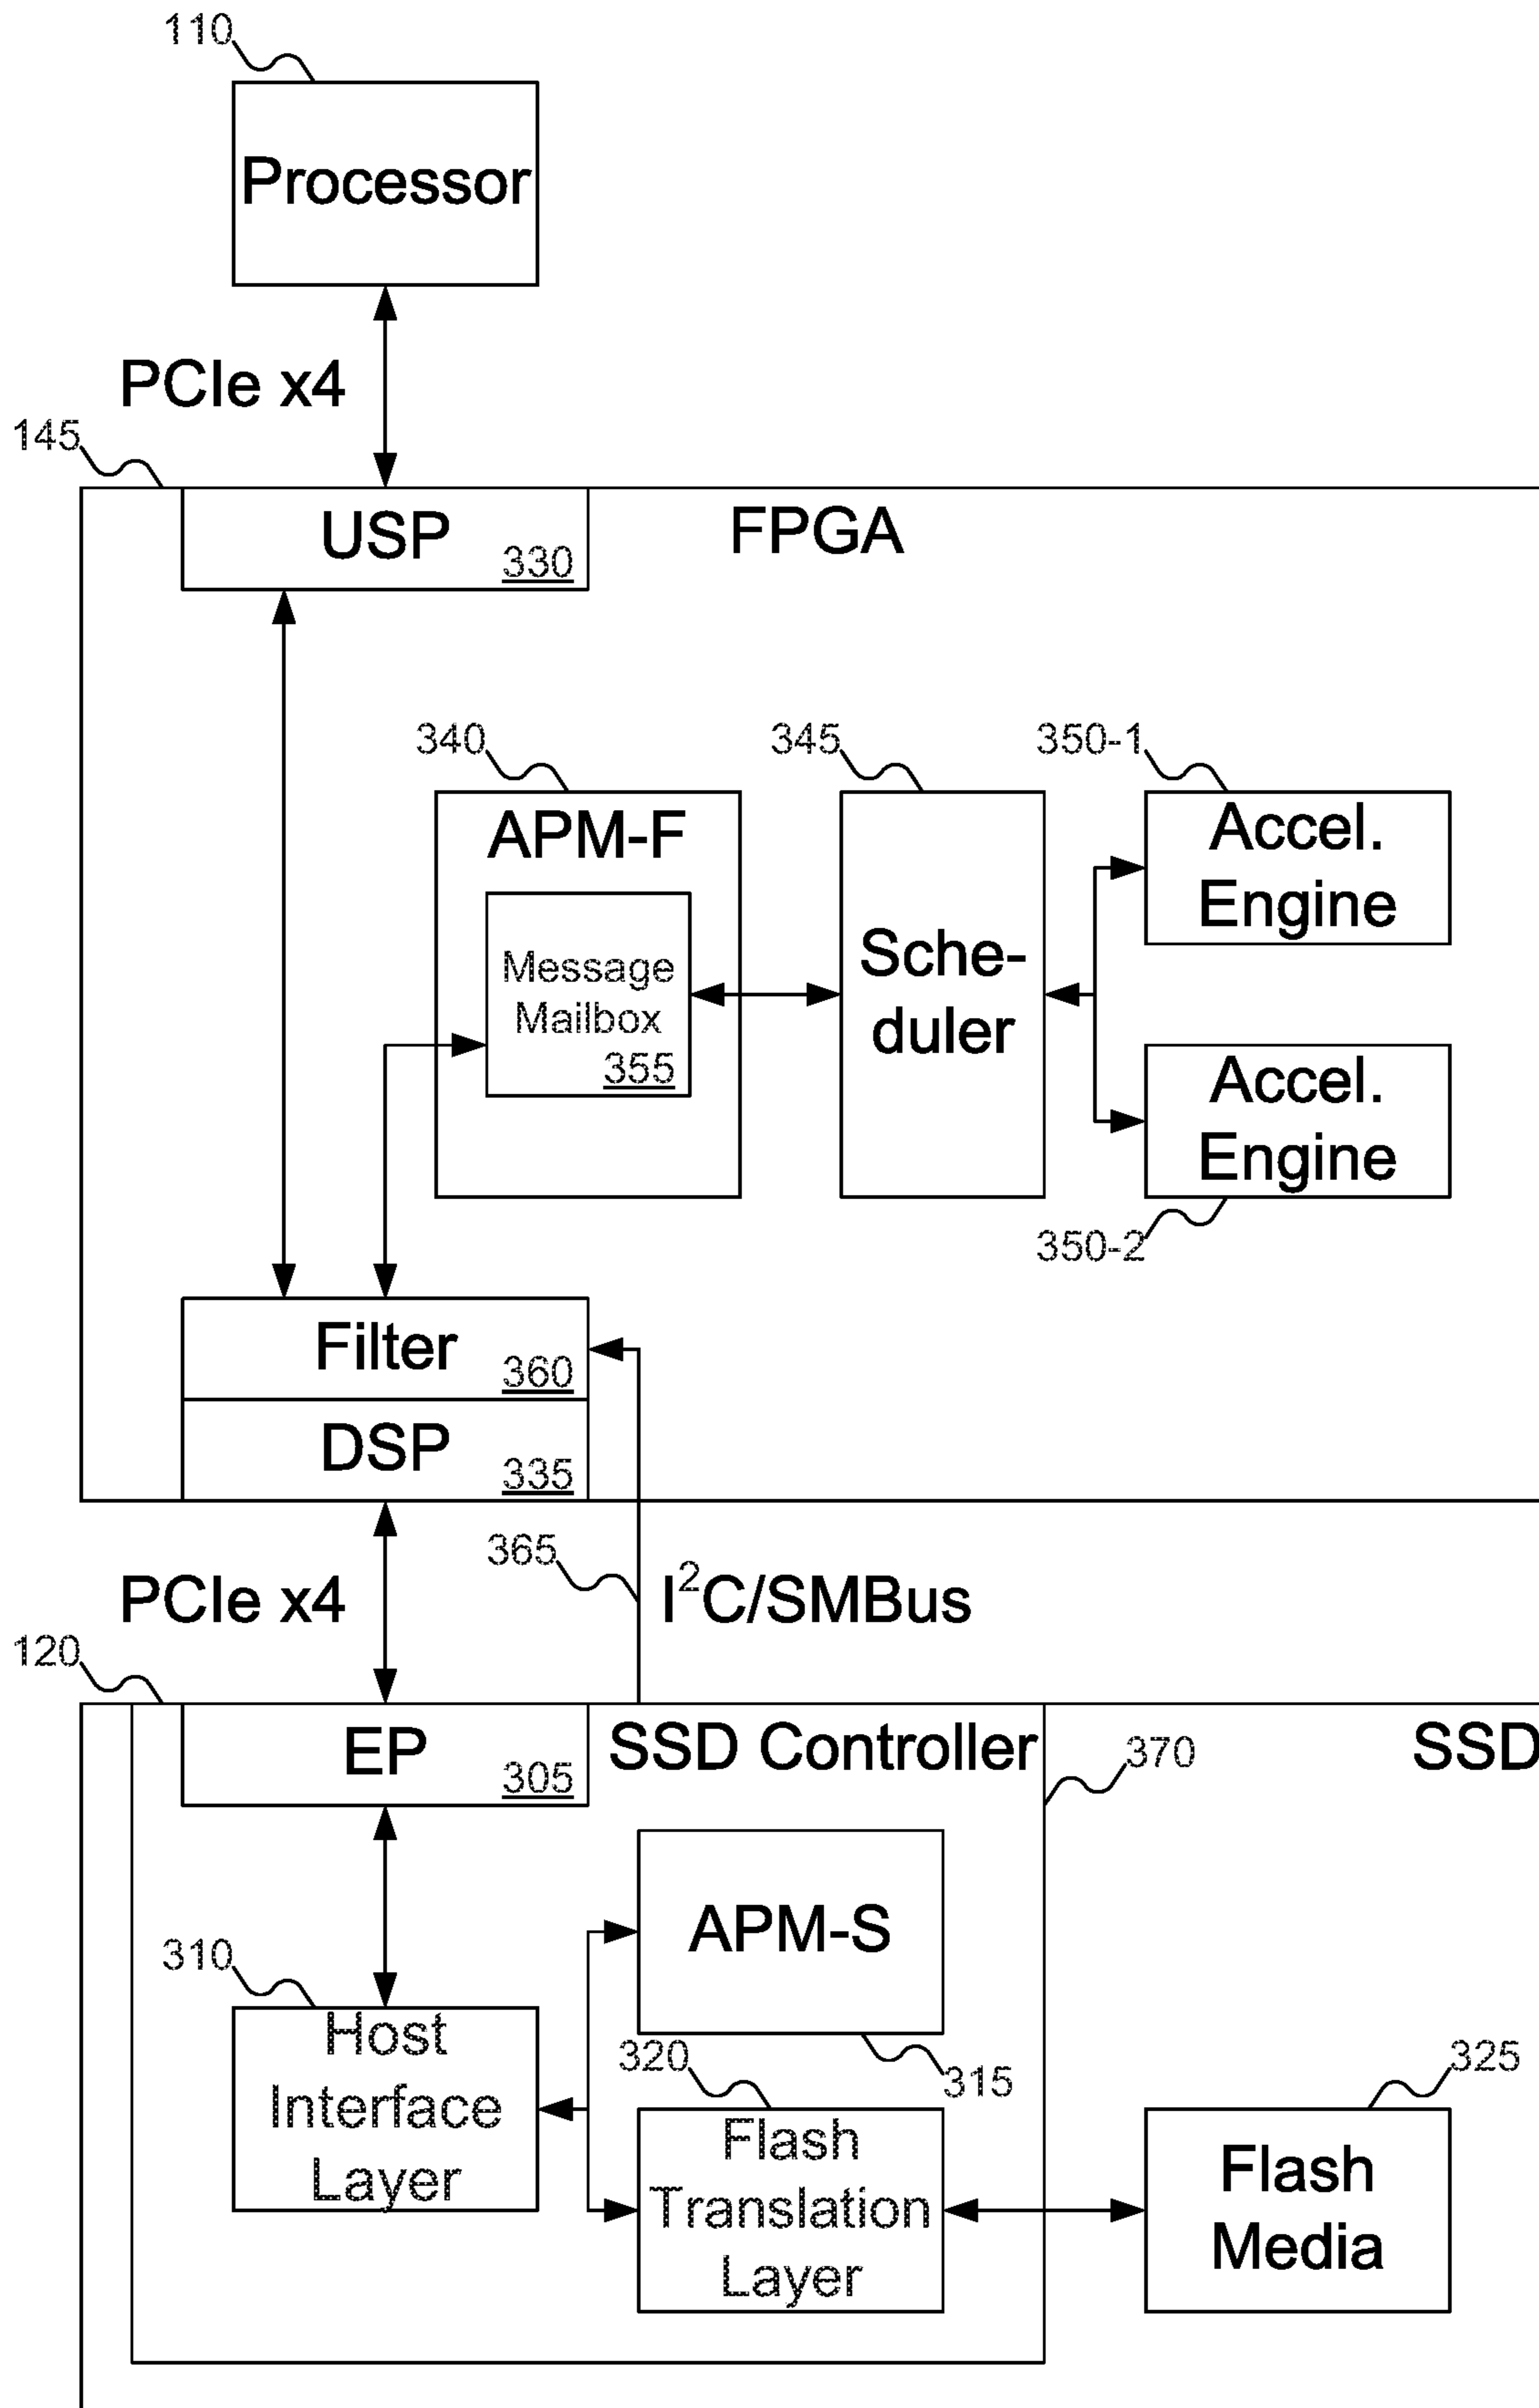 110
Processor
PCIe x4
145
USP
330
FPGA
340
345
350-1
APM-F
Message
Mailbox
355
Sche-
duler
Accel.
Engine
Accel.
Engine
350-2
Filter
360
DSP
335
PCIe x4
365
I²C/SMBus
120
EP
305
SSD Controller
370
SSD
APM-S
315
310
Host
Interface
Layer
320
Flash
Translation
Layer
325
Flash
Media